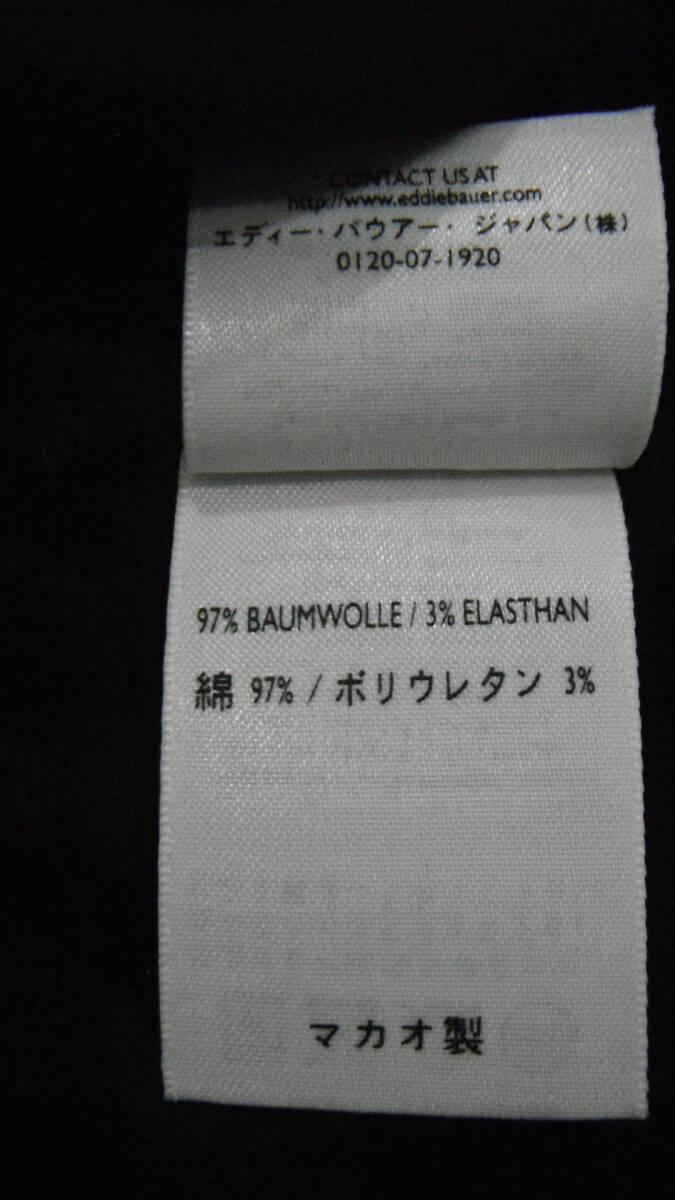 CONTACT US AT
http://www.eddiebauer.com
エディー・バウアー・ジャパン(株)
0120-07-1920
97% BAUMWOLLE / 3% ELASTHAN
綿 97% / ポリウレタン 3%
マカオ製